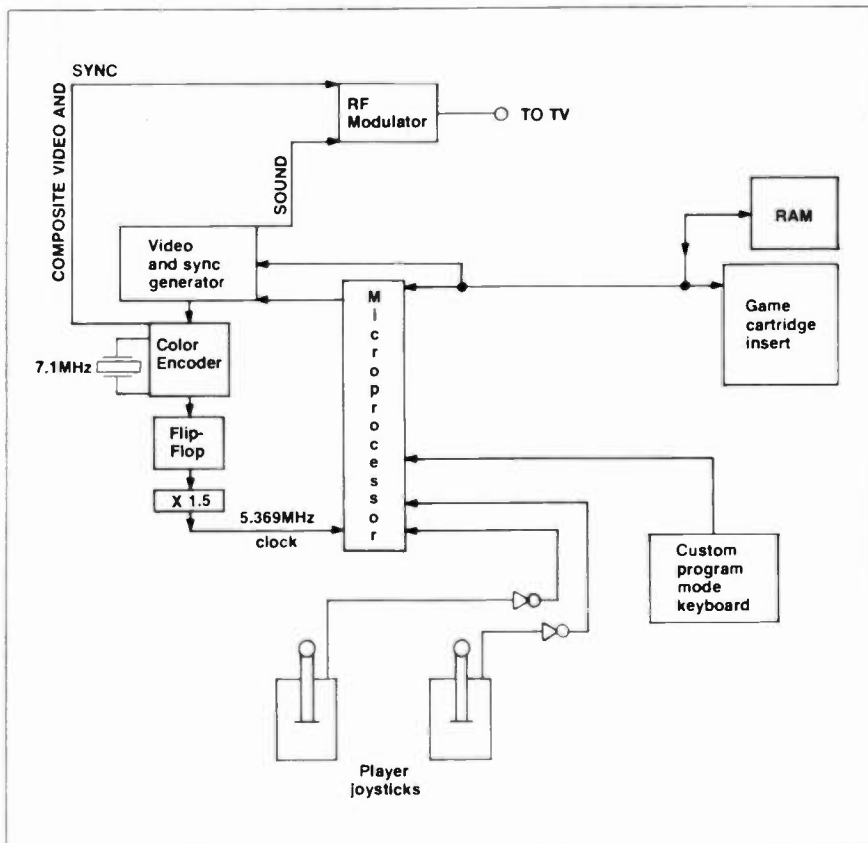 SYNC
COMPOSITE VIDEO AND
RF
Modulator
TO TV
SOUND
RAM
Video
and sync
generator
Microprocessor
Game
cartridge
insert
Color
Encoder
7.1MHz
Flip-
Flop
X 1.5
5.369MHz
clock
Custom
program
mode
keyboard
Player
joysticks